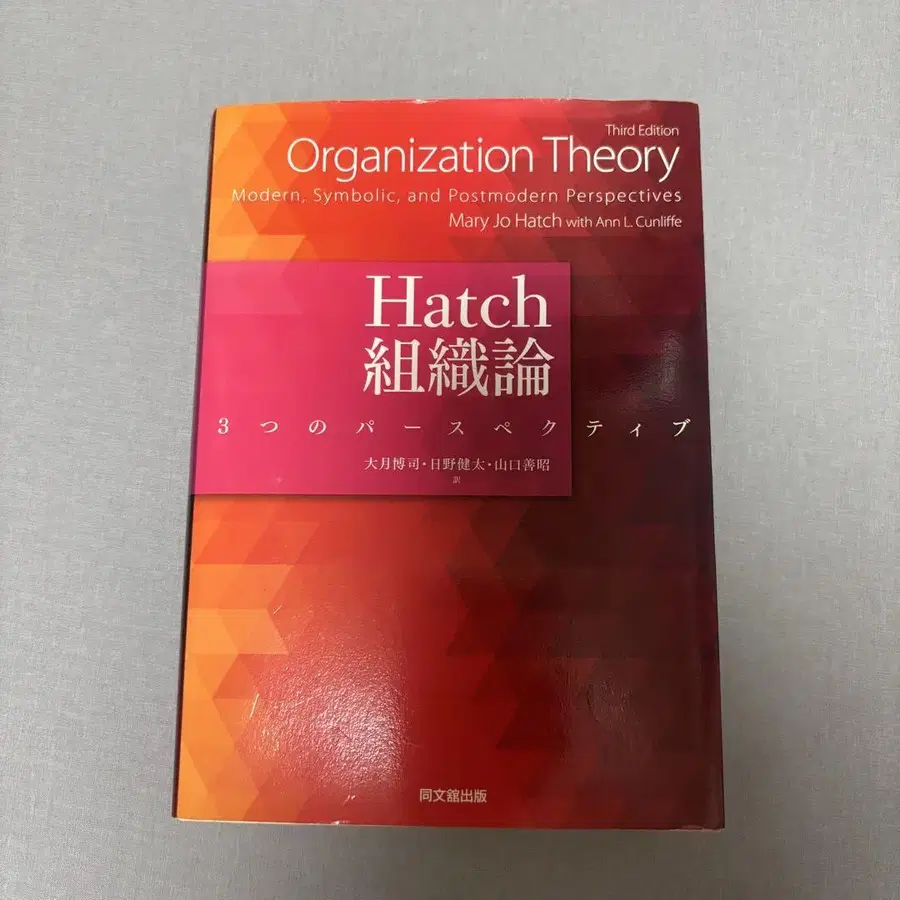 Third Edition
Organization Theory
Modern, Symbolic, and Postmodern Perspectives
Mary Jo Hatch with Ann L. Cunliffe
Hatch
組織論
3つのパースペクティブ
大月博司・日野健太・山口善昭
訳
同文舘出版